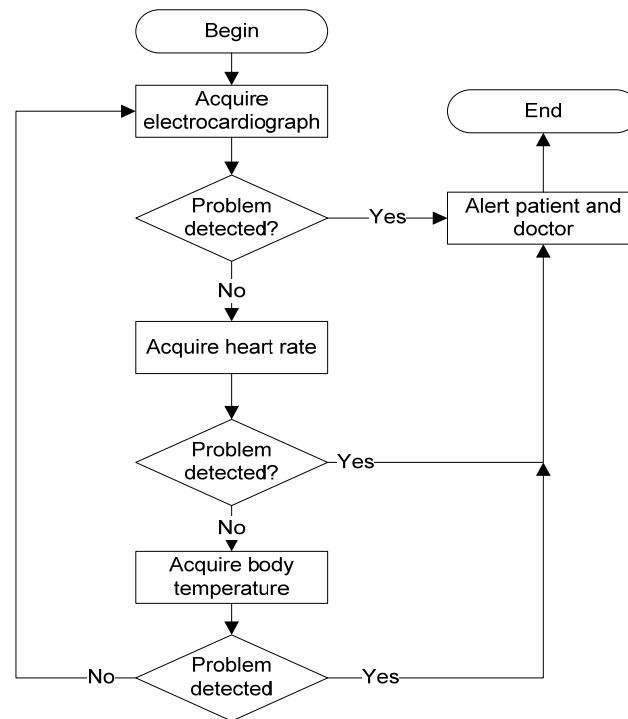 Begin
Acquire
electrocardiograph
End
Problem
detected?
Yes
Alert patient and
doctor
No
Acquire heart rate
Problem
detected?
Yes
No
Acquire body
temperature
No
Problem
detected
Yes